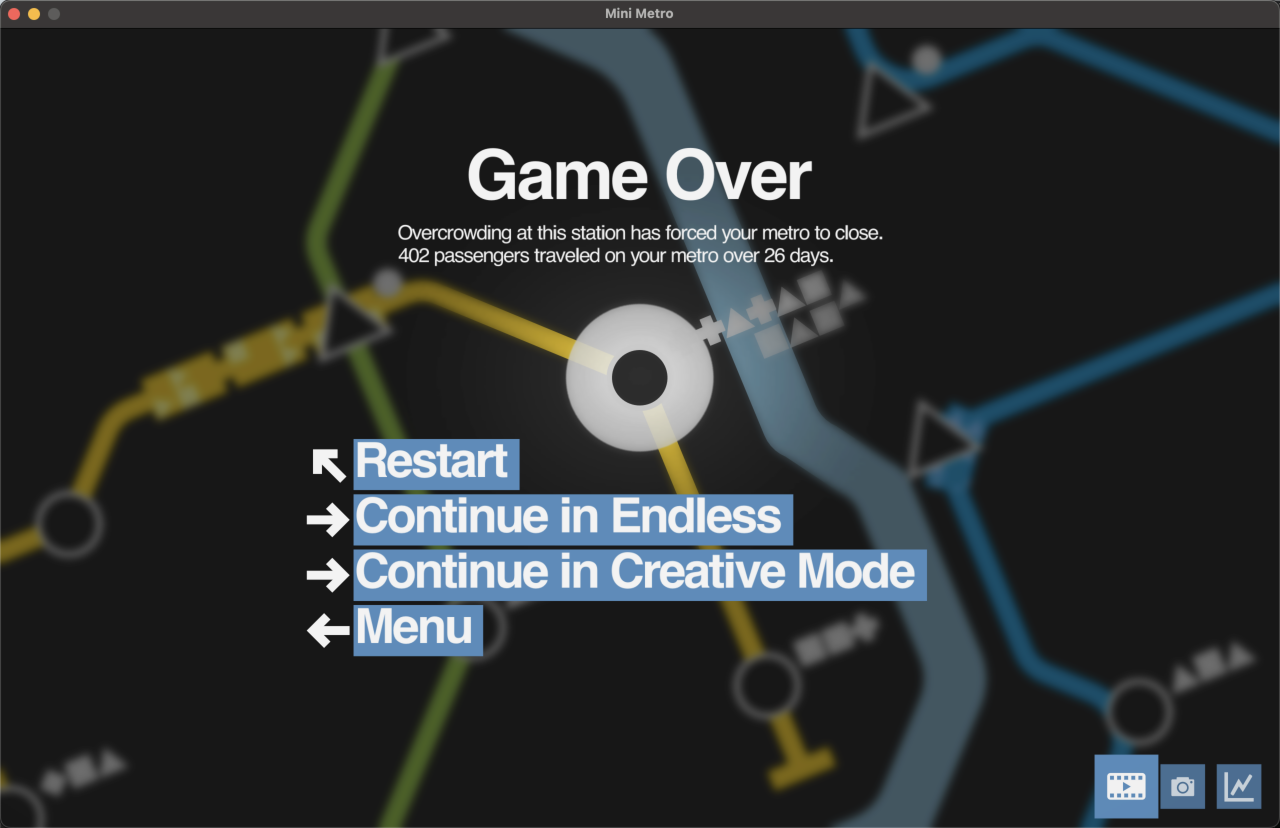 Mini Metro
Game Over
Overcrowding at this station has forced your metro to close.
402 passengers traveled on your metro over 26 days.
Restart
Continue in Endless
Continue in Creative Mode
Menu